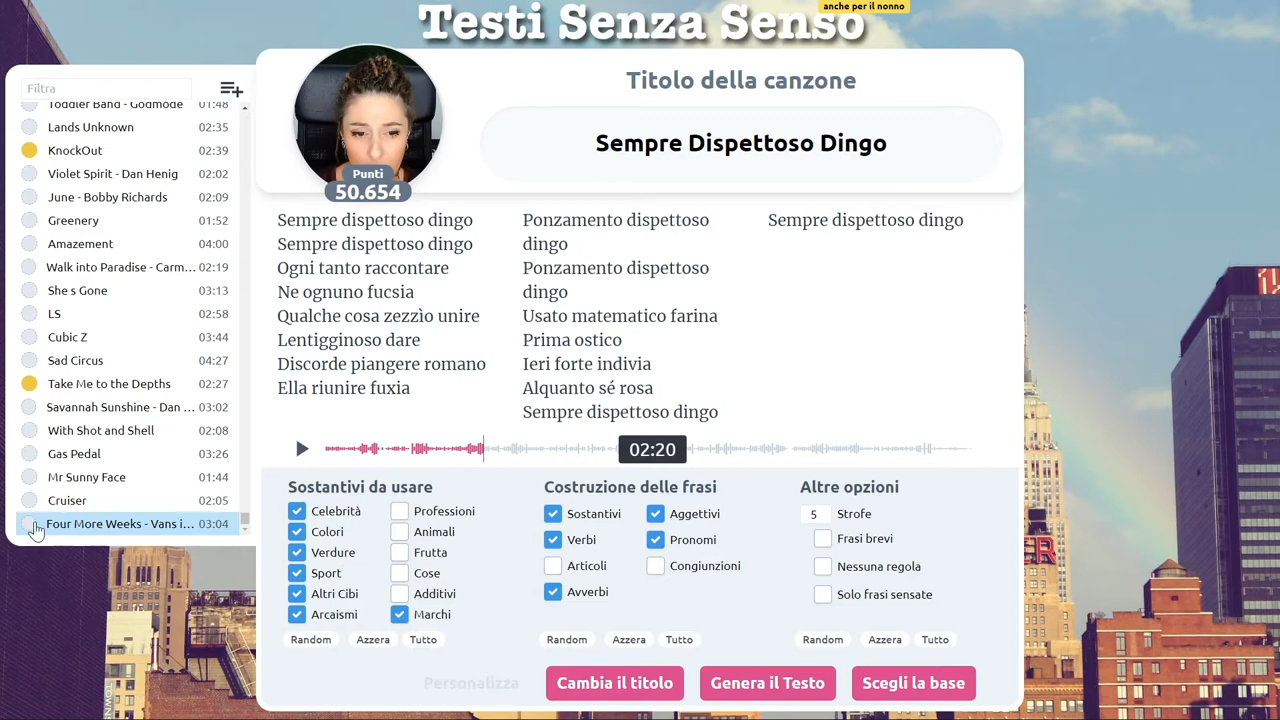 anche per il nonno
Testi Senza Senso
Filtra
Toddler Band - Godmode 01:48
Lands Unknown 02:35
KnockOut 02:39
Violet Spirit - Dan Henig 02:02
June - Bobby Richards 02:09
Greenery 01:52
Amazement 04:00
Walk into Paradise - Carm... 02:19
She s Gone 03:13
LS 02:58
Cubic Z 03:44
Sad Circus 04:27
Take Me to the Depths 02:27
Savannah Sunshine - Dan ... 03:02
With Shot and Shell 02:08
Gas Pedal 03:26
Mr Sunny Face 01:44
Cruiser 02:05
Four More Weeks - Vans i... 03:04
Punti
50.654
Titolo della canzone
Sempre Dispettoso Dingo
Sempre dispettoso dingo
Sempre dispettoso dingo
Ogni tanto raccontare
Ne ognuno fucsia
Qualche cosa zezzìo unire
Lentigginoso dare
Discorde piangere romano
Ella riunire fuxia
Ponzamento dispettoso
dingo
Ponzamento dispettoso
dingo
Usato matematico farina
Prima ostico
Ieri forte indivia
Alquanto sé rosa
Sempre dispettoso dingo
Sempre dispettoso dingo
02:20
Sostantivi da usare
Celebrità Professioni
Colori Animali
Verdure Frutta
Sport Cose
Altri Cibi Additivi
Arcaismi Marchi
Random Azzera Tutto
Costruzione delle frasi
Sostantivi Aggettivi
Verbi Pronomi
Articoli Congiunzioni
Avverbi
Random Azzera Tutto
Altre opzioni
5 Strofe
Frasi brevi
Nessuna regola
Solo frasi sensate
Random Azzera Tutto
Personalizza
Cambia il titolo
Genera il Testo
Scegli la base